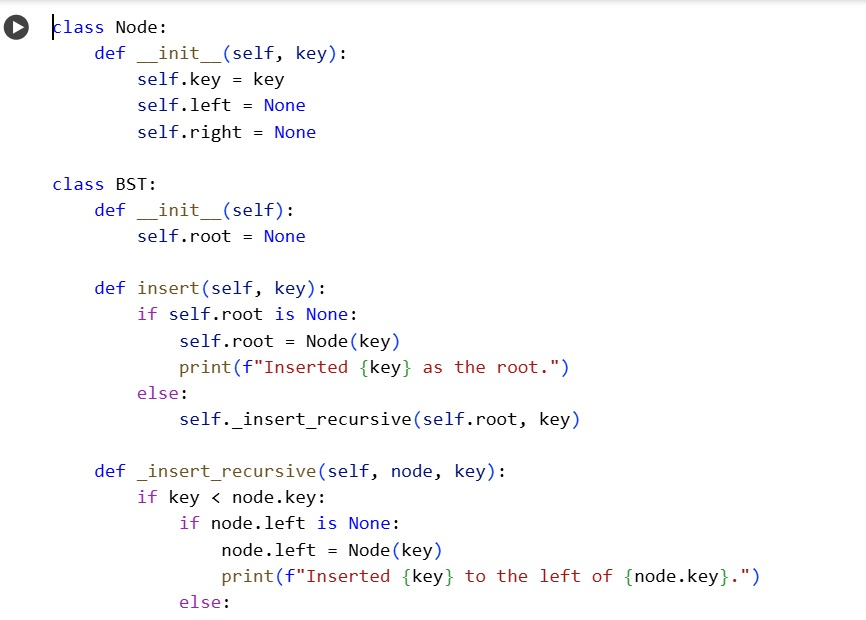 class Node:
    def __init__(self, key):
        self.key = key
        self.left = None
        self.right = None

class BST:
    def __init__(self):
        self.root = None

    def insert(self, key):
        if self.root is None:
            self.root = Node(key)
            print(f"Inserted {key} as the root.")
        else:
            self._insert_recursive(self.root, key)

    def _insert_recursive(self, node, key):
        if key < node.key:
            if node.left is None:
                node.left = Node(key)
                print(f"Inserted {key} to the left of {node.key}.")
            else: